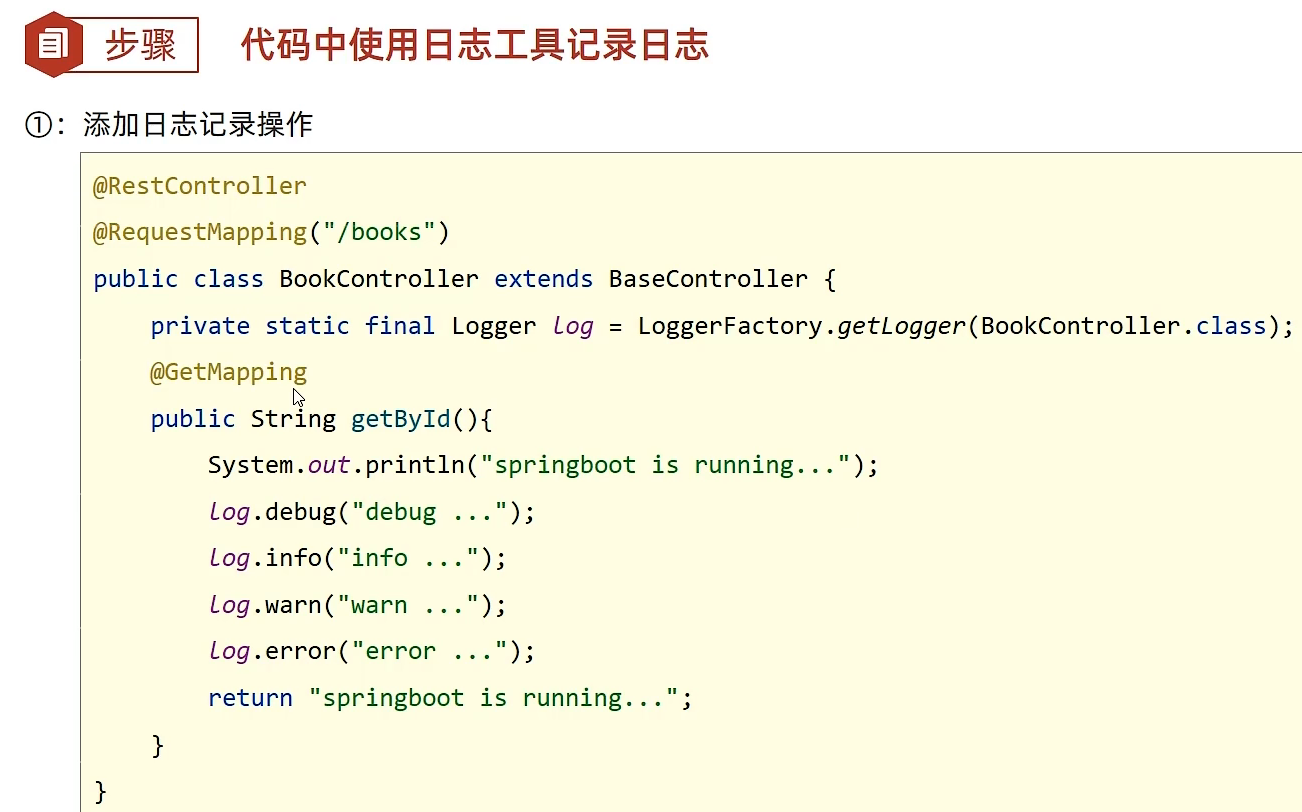 步骤 代码中使用日志工具记录日志
①：添加日志记录操作
@RestController
@RequestMapping("/books")
public class BookController extends BaseController {
    private static final Logger log = LoggerFactory.getLogger(BookController.class);
    @GetMapping
    public String getById(){
        System.out.println("springboot is running...");
        log.debug("debug ...");
        log.info("info ...");
        log.warn("warn ...");
        log.error("error ...");
        return "springboot is running...";
    }
}